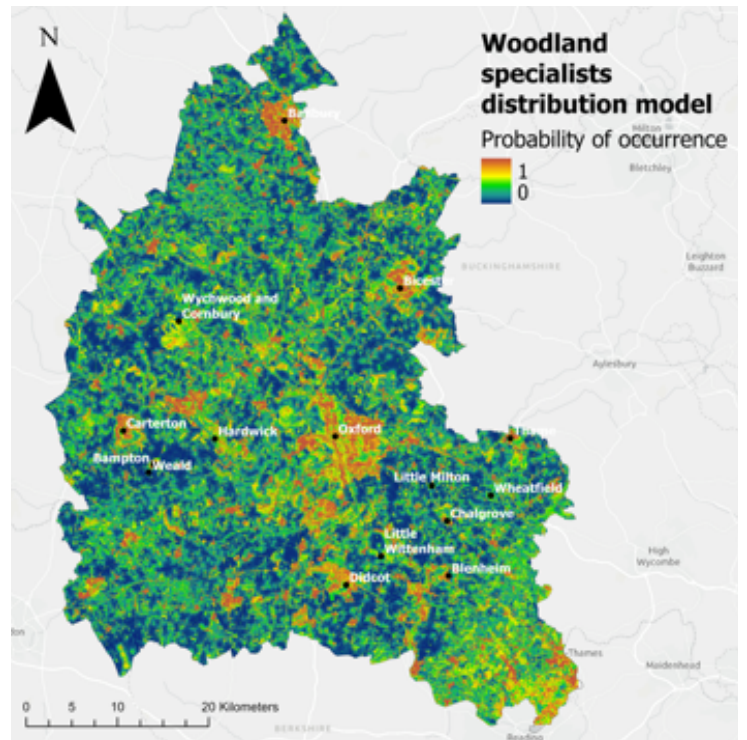 N
Woodland
specialists
distribution model
Probability of occurrence
1
0
Banbury
Milton
Bletchley
Leighton
Buzzard
BUCKINGHAMSHIRE
Bicester
Wychwood and
Cornbury
Aylesbury
Carterton
Hardwick
Oxford
Thame
Bampton
Weald
Little Milton
Wheatfield
Chalgrove
Little
Wittenham
Blenheim
Didcot
High
Wycombe
Thames
Maidenhead
0 5 10 20 Kilometers
BERKSHIRE
Reading